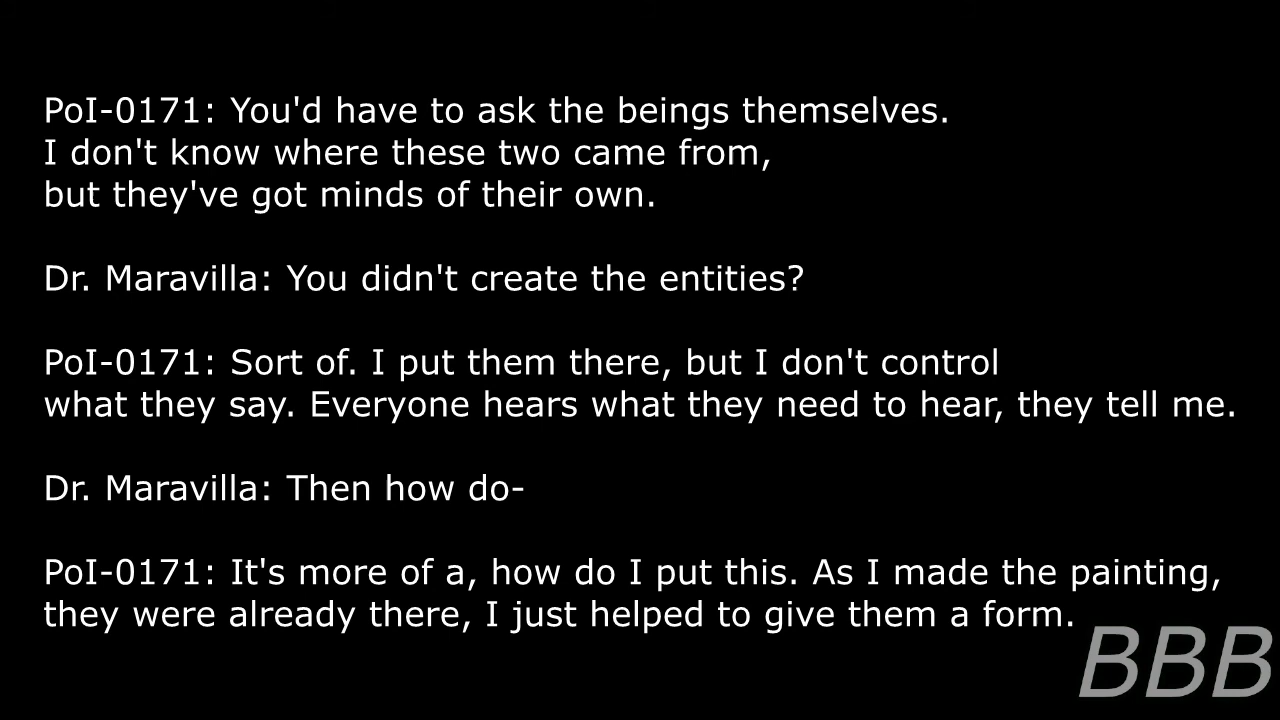 PoI-0171: You'd have to ask the beings themselves.
I don't know where these two came from,
but they've got minds of their own.
Dr. Maravilla: You didn't create the entities?
PoI-0171: Sort of. I put them there, but I don't control
what they say. Everyone hears what they need to hear, they tell me.
Dr. Maravilla: Then how do-
PoI-0171: It's more of a, how do I put this. As I made the painting,
they were already there, I just helped to give them a form.
BBB